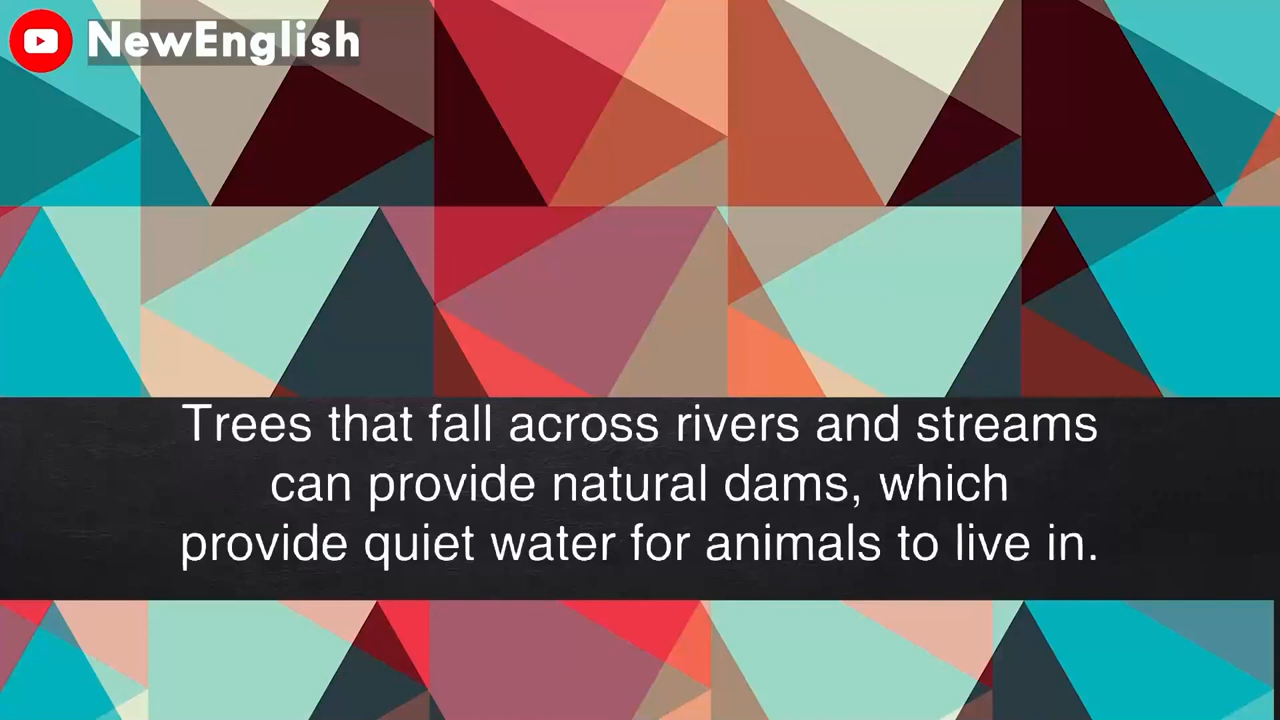 NewEnglish
Trees that fall across rivers and streams
can provide natural dams, which
provide quiet water for animals to live in.